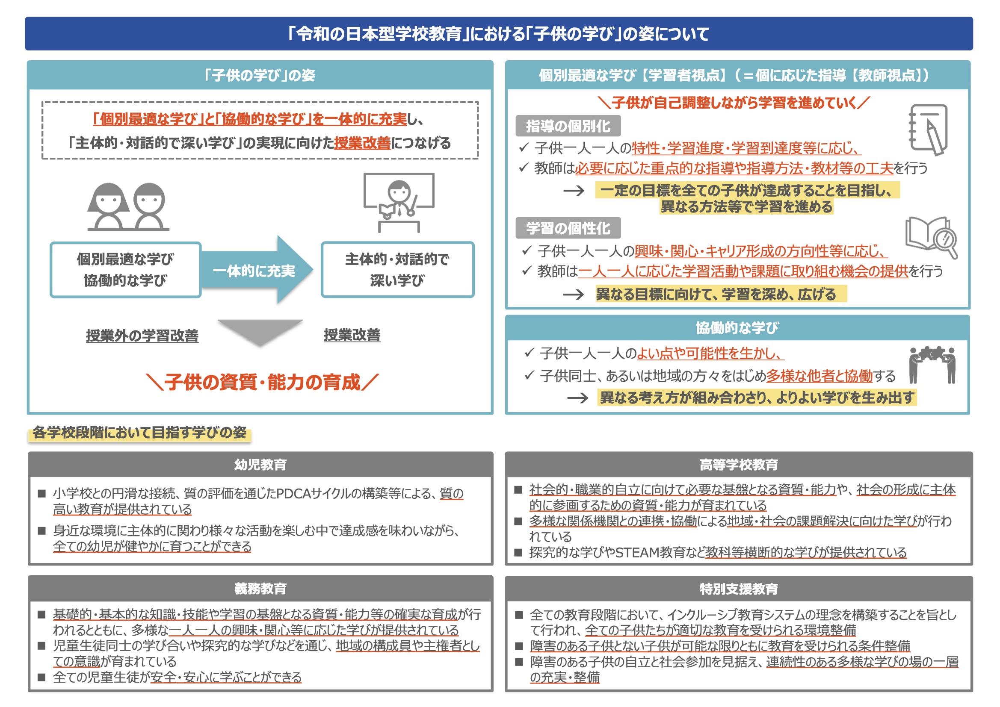 「令和の日本型学校教育」における「子供の学び」の姿について
「子供の学び」の姿
「個別最適な学び」と「協働的な学び」を一体的に充実し、
「主体的・対話的で深い学び」の実現に向けた授業改善につなげる
個別最適な学び
協働的な学び
一体的に充実
主体的・対話的で
深い学び
授業外の学習改善
授業改善
＼子供の資質・能力の育成／
個別最適な学び【学習者視点】（＝個に応じた指導【教師視点】）
＼子供が自己調整しながら学習を進めていく／
指導の個別化
✓ 子供一人一人の特性・学習進度・学習到達度等に応じ、
✓ 教師は必要に応じた重点的な指導や指導方法・教材等の工夫を行う
→ 一定の目標を全ての子供が達成することを目指し、
異なる方法等で学習を進める
学習の個性化
✓ 子供一人一人の興味・関心・キャリア形成の方向性等に応じ、
✓ 教師は一人一人に応じた学習活動や課題に取り組む機会の提供を行う
→ 異なる目標に向けて、学習を深め、広げる
協働的な学び
✓ 子供一人一人のよい点や可能性を生かし、
✓ 子供同士、あるいは地域の方々をはじめ多様な他者と協働する
→ 異なる考え方が組み合わさり、よりよい学びを生み出す
各学校段階において目指す学びの姿
幼児教育
■ 小学校との円滑な接続、質の評価を通じたPDCAサイクルの構築等による、質の
高い教育が提供されている
■ 身近な環境に主体的に関わり様々な活動を楽しむ中で達成感を味わいながら、
全ての幼児が健やかに育つことができる
高等学校教育
■ 社会的・職業的自立に向けて必要な基盤となる資質・能力や、社会の形成に主体
的に参画するための資質・能力が育まれている
■ 多様な関係機関との連携・協働による地域・社会の課題解決に向けた学びが行わ
れている
■ 探究的な学びやSTEAM教育など教科等横断的な学びが提供されている
義務教育
■ 基礎的・基本的な知識・技能や学習の基盤となる資質・能力等の確実な育成が行
われるとともに、多様な一人一人の興味・関心等に応じた学びが提供されている
■ 児童生徒同士の学び合いや探究的な学びなどを通じ、地域の構成員や主権者とし
ての意識が育まれている
■ 全ての児童生徒が安全・安心に学ぶことができる
特別支援教育
■ 全ての教育段階において、インクルーシブ教育システムの理念を構築することを旨とし
て行われ、全ての子供たちが適切な教育を受けられる環境整備
■ 障害のある子供とない子供が可能な限りともに教育を受けられる条件整備
■ 障害のある子供の自立と社会参加を見据え、連続性のある多様な学びの場の一層
の充実・整備